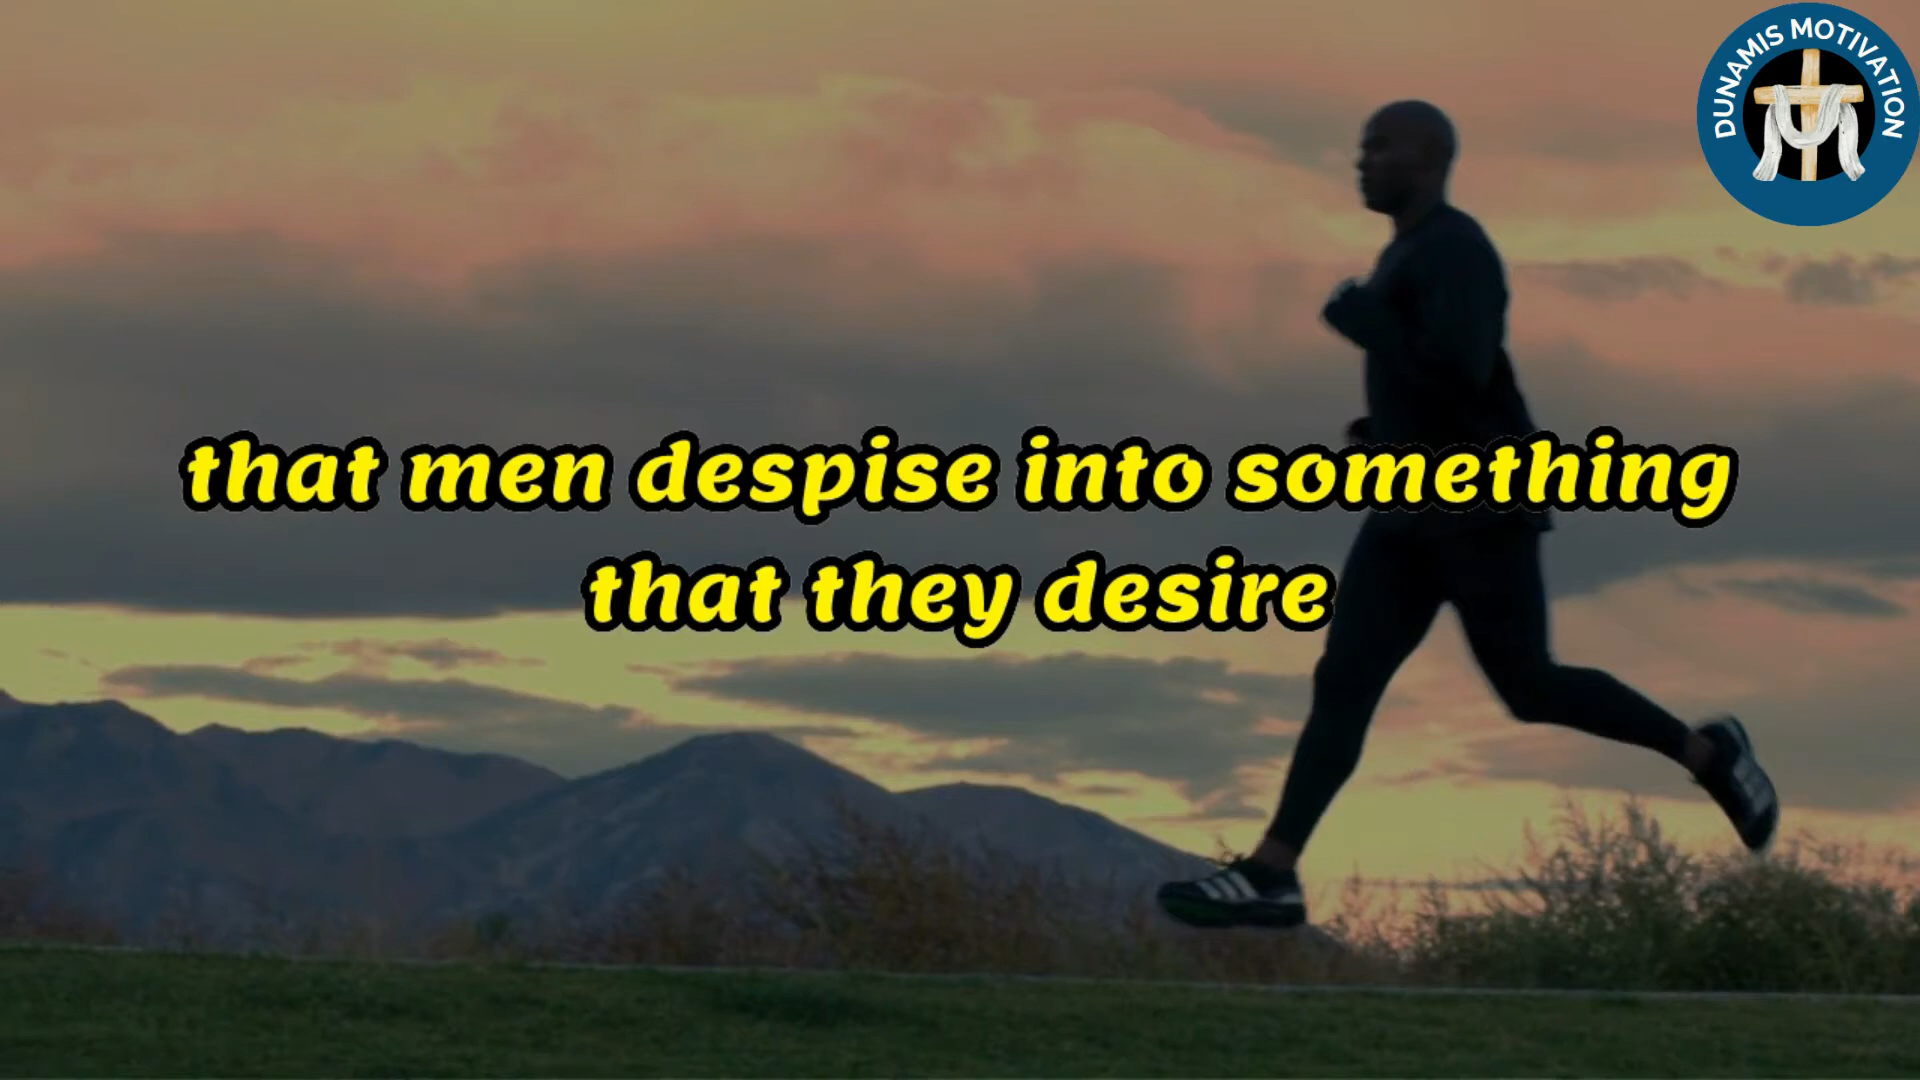 DUNAMIS MOTIVATION
that men despise into something
that they desire